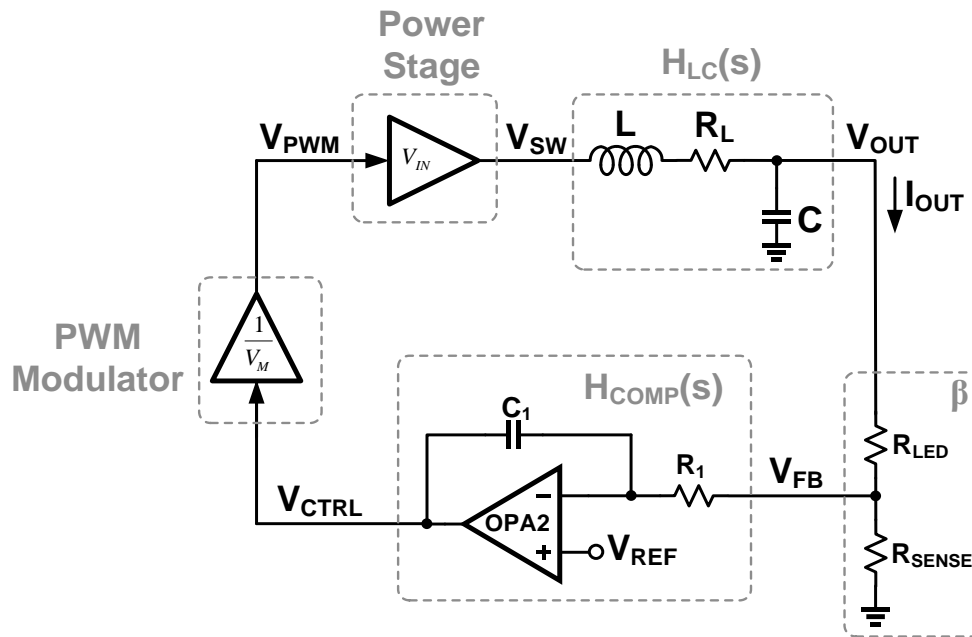 Power
Stage
H_LC(s)
V_PWM
V_IN
V_SW
L
R_L
V_OUT
I_OUT
C
PWM
Modulator
1
V_M
H_COMP(s)
β
C_1
R_1
V_FB
R_LED
V_CTRL
−
OPA2
+
V_REF
R_SENSE